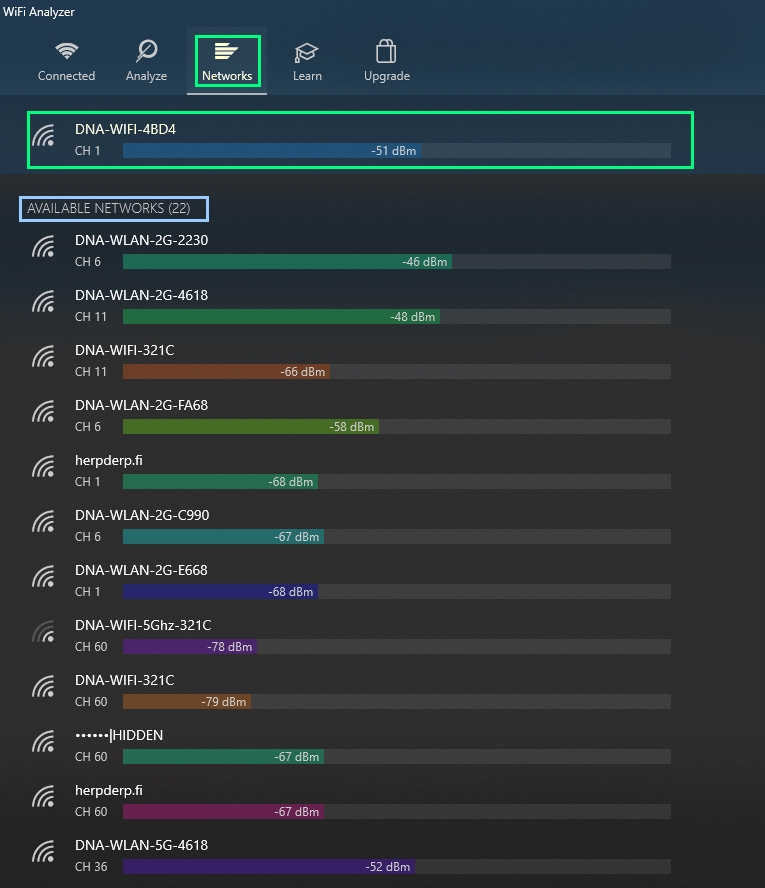 WiFi Analyzer
Connected Analyze Networks Learn Upgrade
DNA-WIFI-4BD4
CH 1 -51 dBm
AVAILABLE NETWORKS (22)
DNA-WLAN-2G-2230
CH 6 -46 dBm
DNA-WLAN-2G-4618
CH 11 -48 dBm
DNA-WIFI-321C
CH 11 -66 dBm
DNA-WLAN-2G-FA68
CH 6 -58 dBm
herpderp.fi
CH 1 -68 dBm
DNA-WLAN-2G-C990
CH 6 -67 dBm
DNA-WLAN-2G-E668
CH 1 -68 dBm
DNA-WIFI-5Ghz-321C
CH 60 -78 dBm
DNA-WIFI-321C
CH 60 -79 dBm
••••••|HIDDEN
CH 60 -67 dBm
herpderp.fi
CH 60 -67 dBm
DNA-WLAN-5G-4618
CH 36 -52 dBm